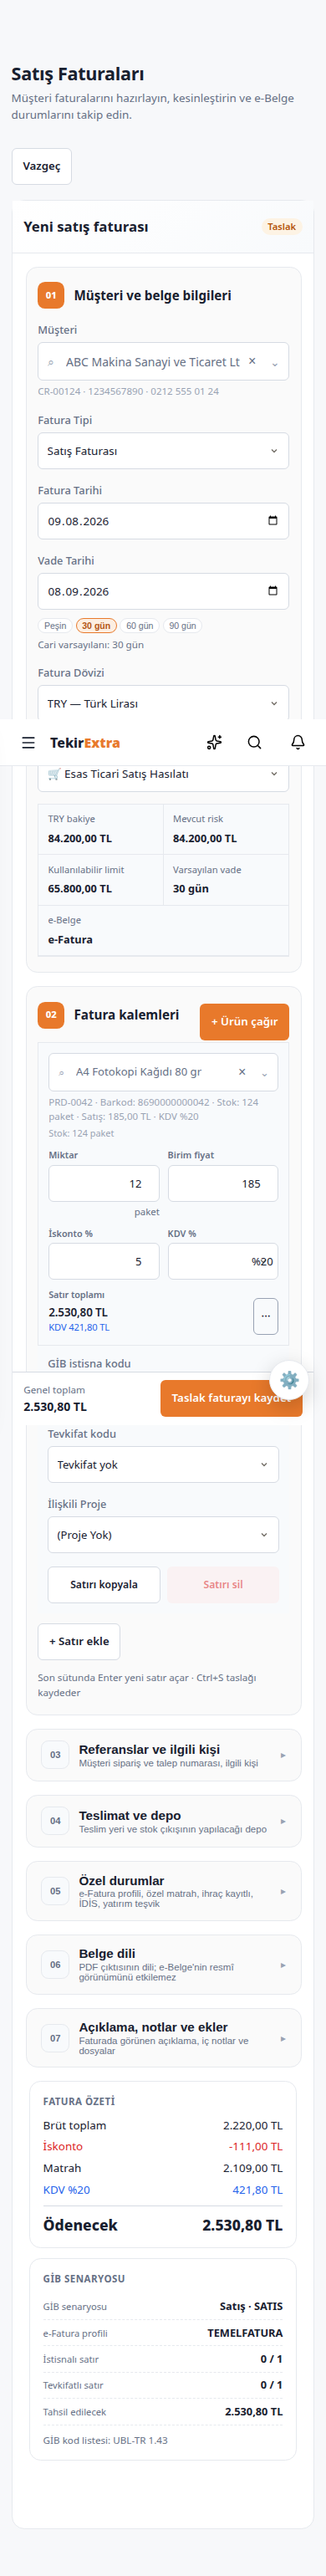 Satış Faturaları
Müşteri faturalarını hazırlayın, kesinleştirin ve e-Belge
durumlarını takip edin.
Vazgeç
Yeni satış faturası
Taslak
01
Müşteri ve belge bilgileri
Müşteri
ABC Makina Sanayi ve Ticaret Lt
CR-00124 · 1234567890 · 0212 555 01 24
Fatura Tipi
Satış Faturası
Fatura Tarihi
09.08.2026
Vade Tarihi
08.09.2026
Peşin 30 gün 60 gün 90 gün
Cari varsayılanı: 30 gün
Fatura Dövizi
TRY — Türk Lirası
TekirExtra
Esas Ticari Satış Hasılatı
TRY bakiye
84.200,00 TL
Mevcut risk
84.200,00 TL
Kullanılabilir limit
65.800,00 TL
Varsayılan vade
30 gün
e-Belge
e-Fatura
02
Fatura kalemleri
+ Ürün çağır
A4 Fotokopi Kağıdı 80 gr
PRD-0042 · Barkod: 8690000000042 · Stok: 124
paket · Satış: 185,00 TL · KDV %20
Stok: 124 paket
Miktar
12
paket
Birim fiyat
185
İskonto %
5
KDV %
%20
Satır toplamı
2.530,80 TL
KDV 421,80 TL
...
GİB istisna kodu
Genel toplam
2.530,80 TL
Taslak faturayı kaydet
Tevkifat kodu
Tevkifat yok
İlişkili Proje
(Proje Yok)
Satırı kopyala
Satırı sil
+ Satır ekle
Son sütunda Enter yeni satır açar · Ctrl+S taslağı
kaydeder
03
Referanslar ve ilgili kişi
Müşteri sipariş ve talep numarası, ilgili kişi
04
Teslimat ve depo
Teslim yeri ve stok çıkışının yapılacağı depo
05
Özel durumlar
e-Fatura profili, özel matrah, ihraç kayıtlı,
İDİS, yatırım teşvik
06
Belge dili
PDF çıktısının dili; e-Belge'nin resmî
görünümünü etkilemez
07
Açıklama, notlar ve ekler
Faturada görünen açıklama, iç notlar ve
dosyalar
FATURA ÖZETİ
Brüt toplam 2.220,00 TL
İskonto -111,00 TL
Matrah 2.109,00 TL
KDV %20 421,80 TL
Ödenecek 2.530,80 TL
GİB SENARYOSU
GİB senaryosu Satış · SATIS
e-Fatura profili TEMELFATURA
İstisnalı satır 0 / 1
Tevkifatlı satır 0 / 1
Tahsil edilecek 2.530,80 TL
GİB kod listesi: UBL-TR 1.43